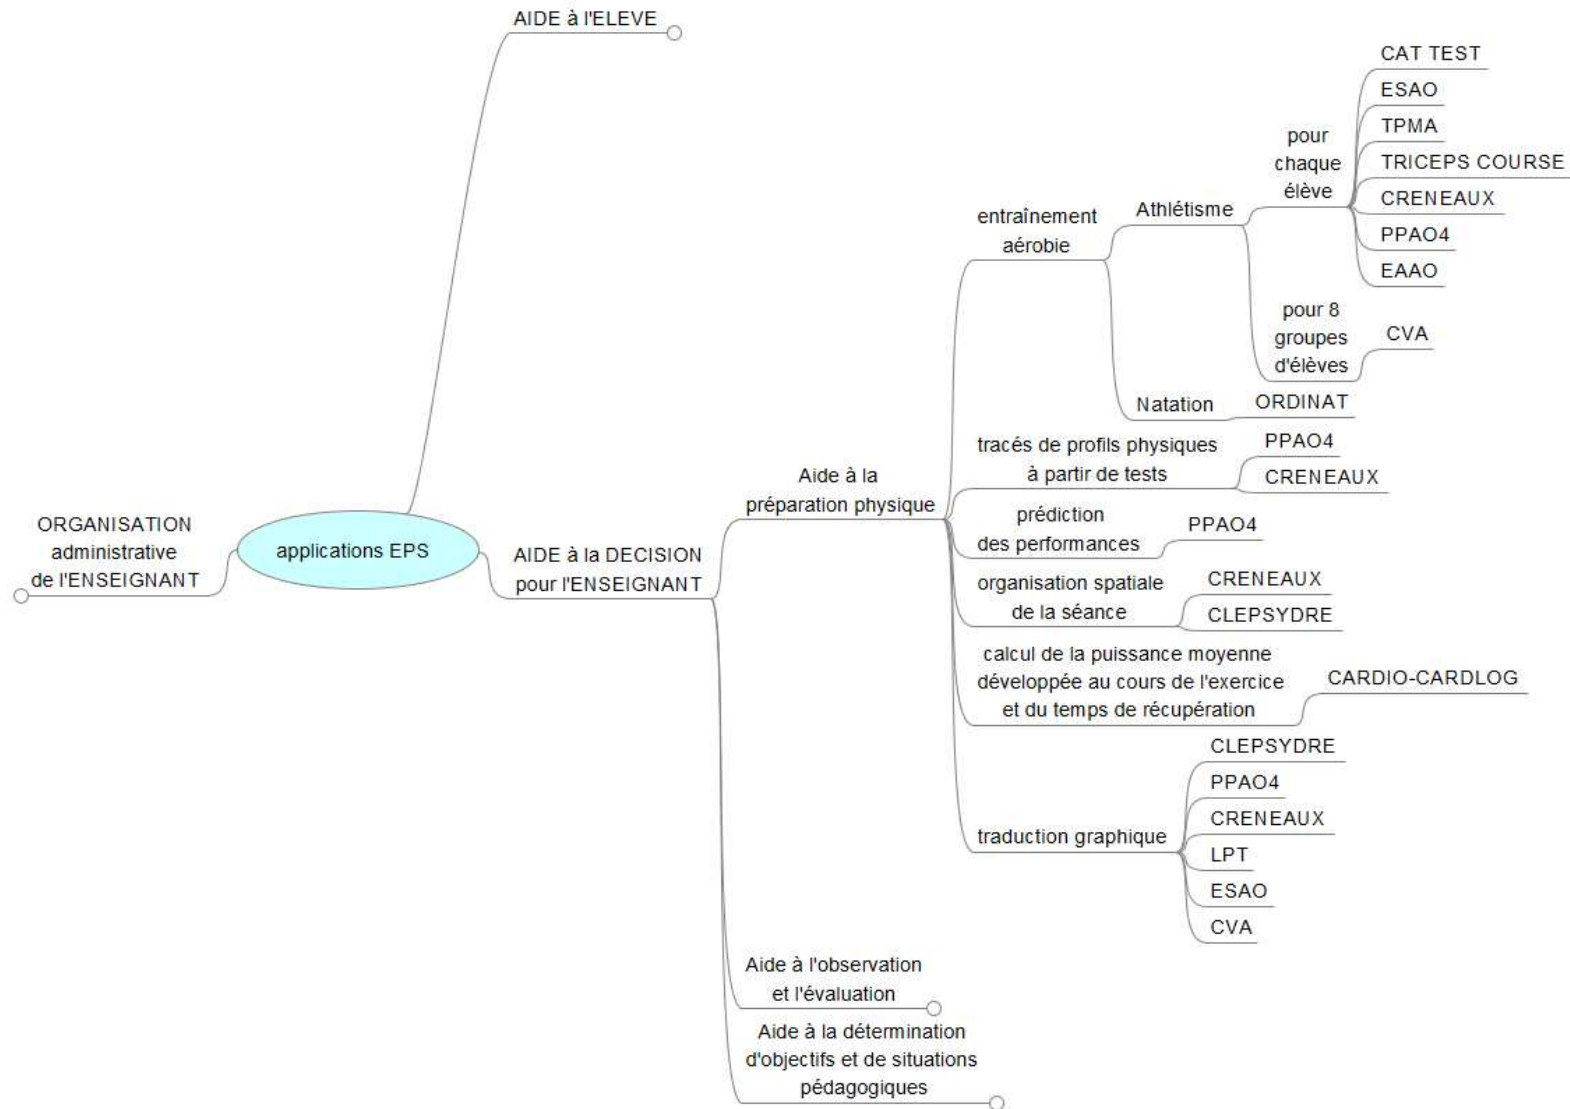 AIDE à l'ELEVE
ORGANISATION
administrative
de l'ENSEIGNANT
applications EPS
AIDE à la DECISION
pour l'ENSEIGNANT
Aide à la
préparation physique
entraînement
aérobie
Athlétisme
pour
chaque
élève
CAT TEST
ESAO
TPMA
TRICEPS COURSE
CRENEAUX
PPAO4
EAAO
pour 8
groupes
d'élèves
CVA
Natation
ORDINAT
tracés de profils physiques
à partir de tests
PPAO4
CRENEAUX
prédiction
des performances
PPAO4
organisation spatiale
de la séance
CRENEAUX
CLEPSYDRE
calcul de la puissance moyenne
développée au cours de l'exercice
et du temps de récupération
CARDIO-CARDLOG
traduction graphique
CLEPSYDRE
PPAO4
CRENEAUX
LPT
ESAO
CVA
Aide à l'observation
et l'évaluation
Aide à la détermination
d'objectifs et de situations
pédagogiques